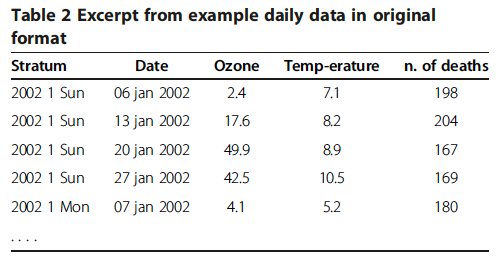 Table 2 Excerpt from example daily data in original
format
Stratum Date Ozone Temp-erature n. of deaths
2002 1 Sun 06 jan 2002 2.4 7.1 198
2002 1 Sun 13 jan 2002 17.6 8.2 204
2002 1 Sun 20 jan 2002 49.9 8.9 167
2002 1 Sun 27 jan 2002 42.5 10.5 169
2002 1 Mon 07 jan 2002 4.1 5.2 180
. . . .